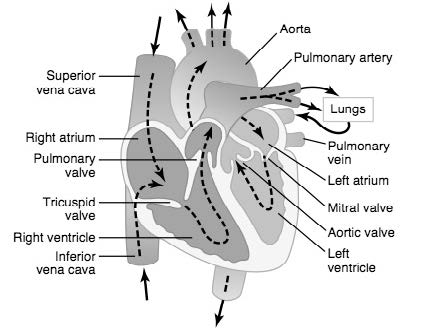 Aorta
Pulmonary artery
Lungs
Pulmonary
vein
Left atrium
Mitral valve
Aortic valve
Left
ventricle
Superior
vena cava
Right atrium
Pulmonary
valve
Tricuspid
valve
Right ventricle
Inferior
vena cava